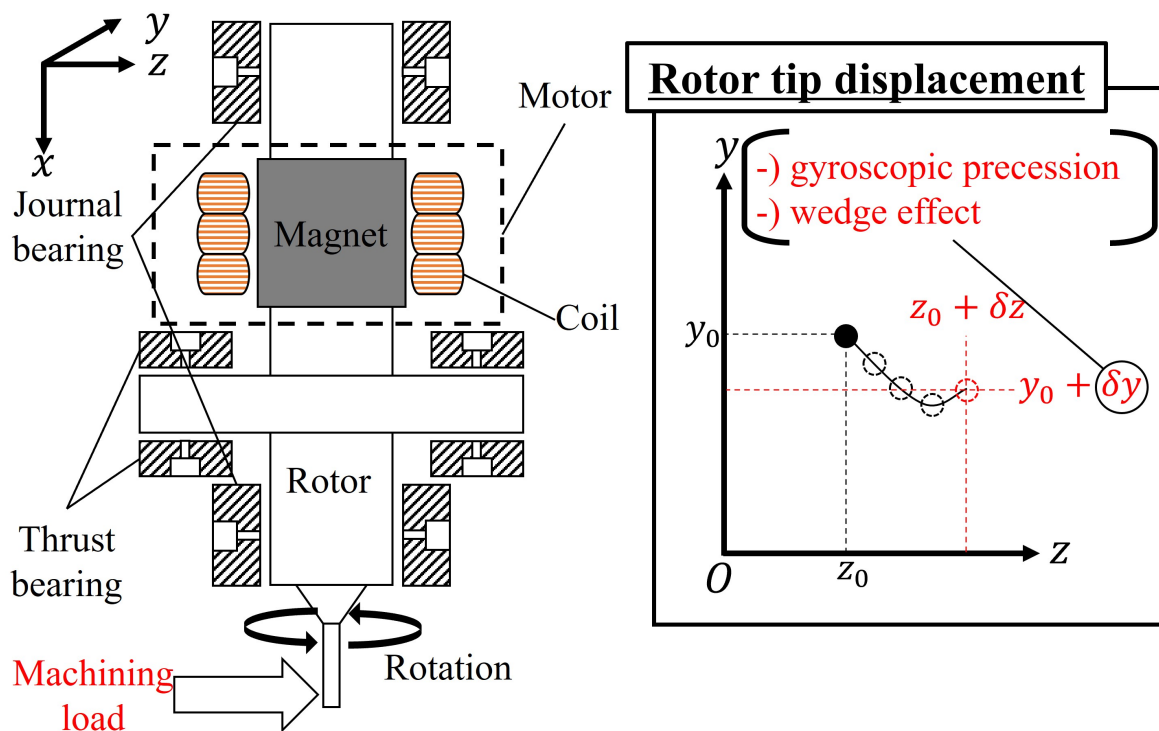 y
z
x
Journal
bearing
Motor
Magnet
Coil
Rotor
Thrust
bearing
Rotation
Machining
load
Rotor tip displacement
y
-) gyroscopic precession
-) wedge effect
z₀ + δz
y₀
y₀ + δy
O
z₀
z